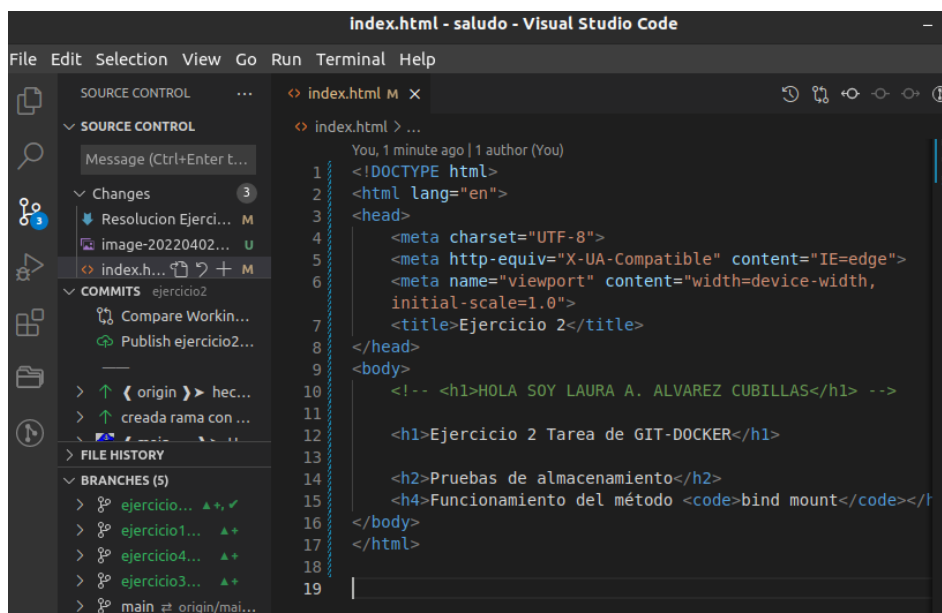 index.html - saludo - Visual Studio Code
File Edit Selection View Go Run Terminal Help
SOURCE CONTROL ...
SOURCE CONTROL
Message (Ctrl+Enter t...
Changes 3
Resolucion Ejerci... M
image-20220402... U
index.h... M
COMMITS ejercicio2
Compare Workin...
Publish ejercicio2...
{ origin } hec...
creada rama con ...
FILE HISTORY
BRANCHES (5)
ejercicio...
ejercicio1...
ejercicio4...
ejercicio3...
main ⇄ origin/mai...
3
<> index.html M ×
<> index.html > ...
You, 1 minute ago | 1 author (You)
1 <!DOCTYPE html>
2 <html lang="en">
3 <head>
4 <meta charset="UTF-8">
5 <meta http-equiv="X-UA-Compatible" content="IE=edge">
6 <meta name="viewport" content="width=device-width,
initial-scale=1.0">
7 <title>Ejercicio 2</title>
8 </head>
9 <body>
10 <!-- <h1>HOLA SOY LAURA A. ALVAREZ CUBILLAS</h1> -->
11
12 <h1>Ejercicio 2 Tarea de GIT-DOCKER</h1>
13
14 <h2>Pruebas de almacenamiento</h2>
15 <h4>Funcionamiento del método <code>bind mount</code></h
16 </body>
17 </html>
18
19